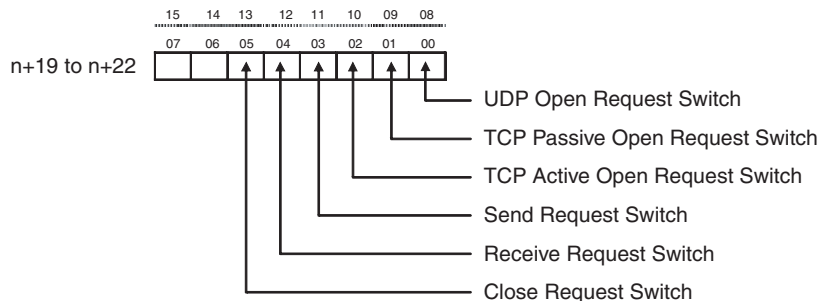 15 14 13 12 11 10 09 08
07 06 05 04 03 02 01 00
n+19 to n+22
UDP Open Request Switch
TCP Passive Open Request Switch
TCP Active Open Request Switch
Send Request Switch
Receive Request Switch
Close Request Switch